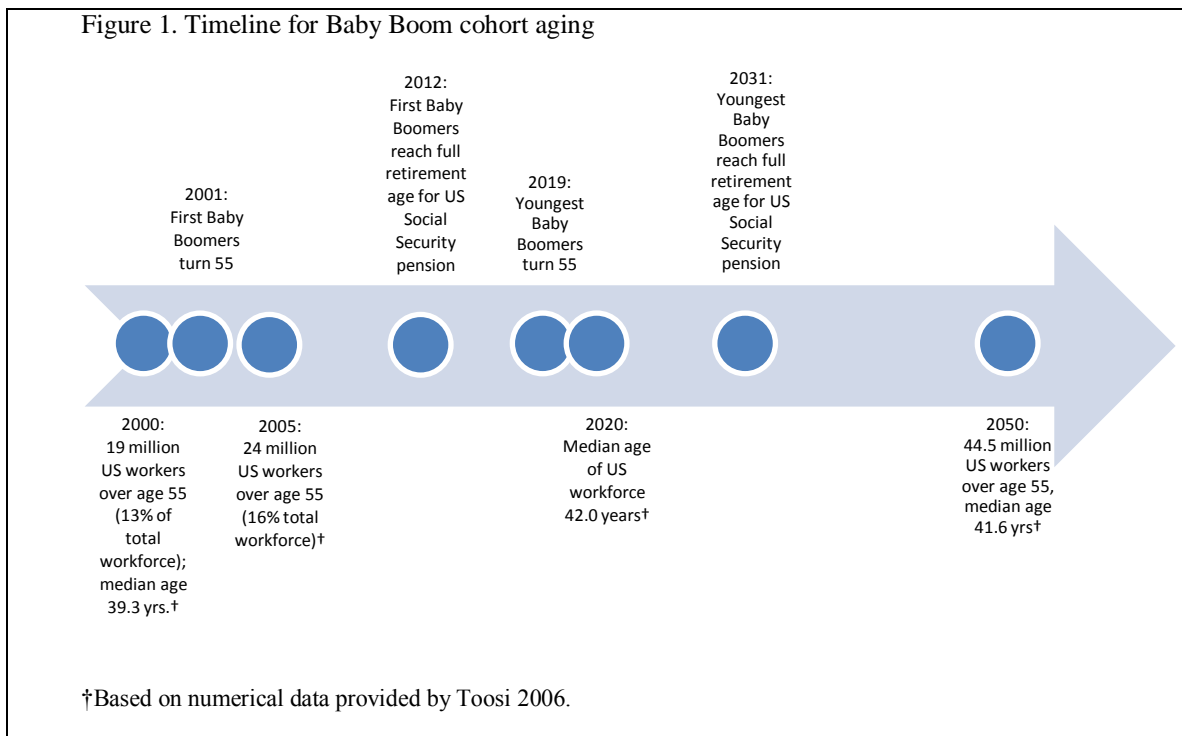 Figure 1. Timeline for Baby Boom cohort aging
2001:
First Baby
Boomers
turn 55
2012:
First Baby
Boomers
reach full
retirement
age for US
Social
Security
pension
2019:
Youngest
Baby
Boomers
turn 55
2031:
Youngest
Baby
Boomers
reach full
retirement
age for US
Social
Security
pension
2000:
19 million
US workers
over age 55
(13% of
total
workforce);
median age
39.3 yrs.†
2005:
24 million
US workers
over age 55
(16% total
workforce)†
2020:
Median age
of US
workforce
42.0 years†
2050:
44.5 million
US workers
over age 55,
median age
41.6 yrs†
†Based on numerical data provided by Toosi 2006.